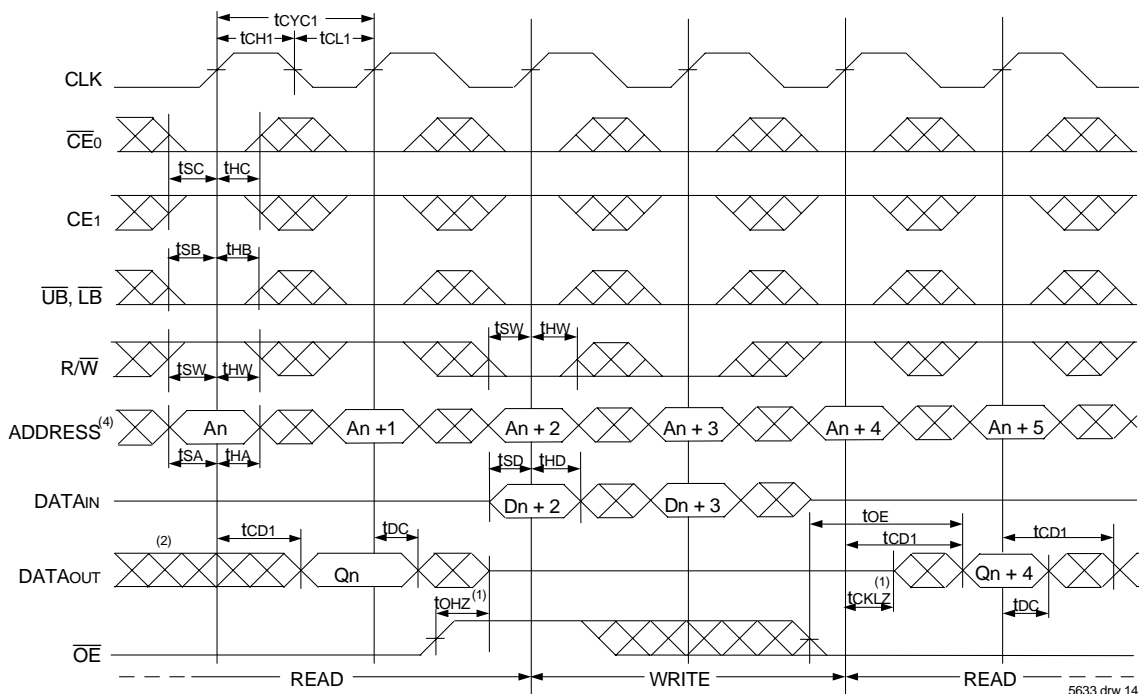 tCYC1
tCH1 tCL1
CLK
CE0
tSC tHC
CE1
tSB tHB
UB, LB
tSW tHW
R/W
tSW tHW
ADDRESS(4) An An +1 An + 2 An + 3 An + 4 An + 5
tSA tHA tSD tHD
DATAIN Dn + 2 Dn + 3
tOE
tCD1 tDC tCD1 tCD1
(2)
DATAOUT Qn Qn + 4
tOHZ(1) tCKLZ(1) tDC
OE
READ WRITE READ
5633 drw 14